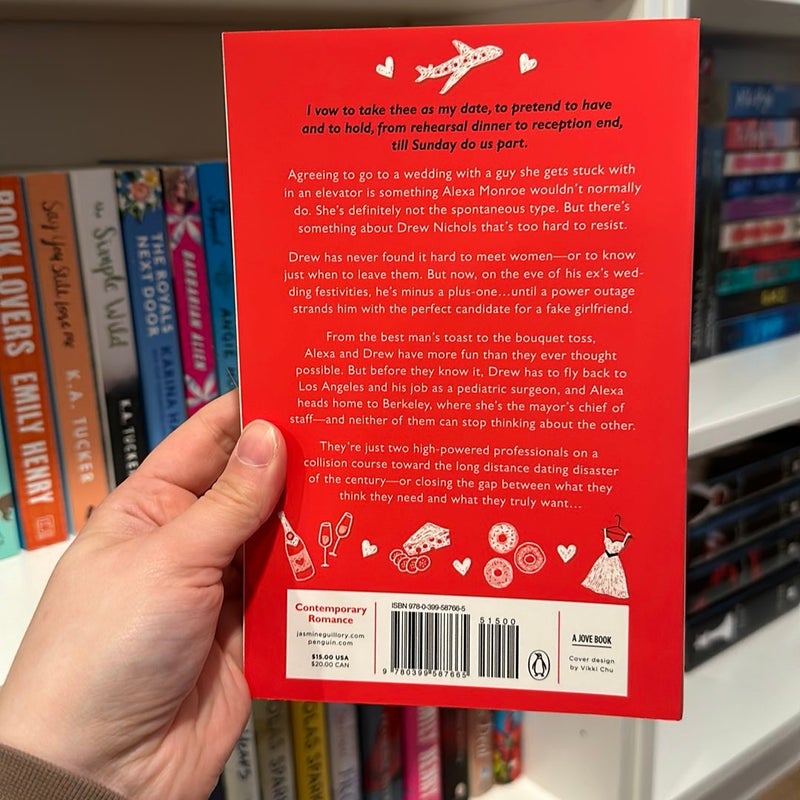 I vow to take thee as my date, to pretend to have
and to hold, from rehearsal dinner to reception end,
till Sunday do us part.
Agreeing to go to a wedding with a guy she gets stuck with
in an elevator is something Alexa Monroe wouldn't normally
do. She's definitely not the spontaneous type. But there's
something about Drew Nichols that's too hard to resist.
Drew has never found it hard to meet women—or to know
just when to leave them. But now, on the eve of his ex's wed-
ding festivities, he's minus a plus-one...until a power outage
strands him with the perfect candidate for a fake girlfriend.
From the best man's toast to the bouquet toss,
Alexa and Drew have more fun than they ever thought
possible. But before they know it, Drew has to fly back to
Los Angeles and his job as a pediatric surgeon, and Alexa
heads home to Berkeley, where she's the mayor's chief of
staff—and neither of them can stop thinking about the other.
They're just two high-powered professionals on a
collision course toward the long distance dating disaster
of the century—or closing the gap between what they
think they need and what they truly want...
Contemporary
Romance
jasmineguillory.com
penguin.com
$15.00 USA
$20.00 CAN
ISBN 978-0-399-58766-5
51500
9 780399 587665
A JOVE BOOK
Cover design
by Vikki Chu
BOOK LOVERS EMILY HENRY
Say You Still Love Me K.A. TUCKER
the Simple Wild K.A. TUCKER
THE ROYALS NEXT DOOR KARINA
BARBARIAN ALIEN
ANGIE